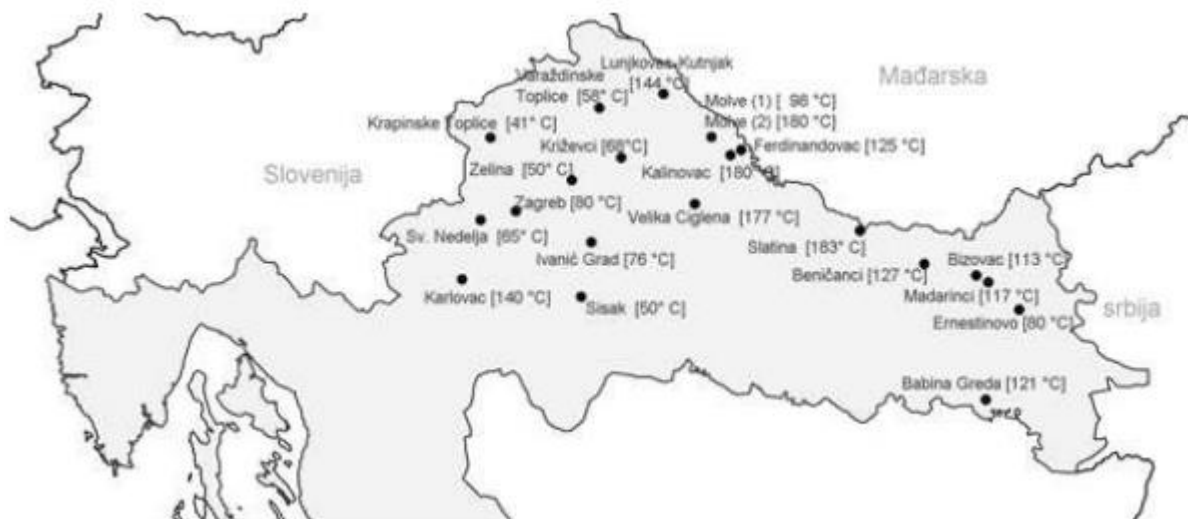 Lunjkovec-Kutnjak
[144 °C]
Varaždinske
Toplice [58° C]
Mađarska
Molve (1) [ 98 °C]
Molve (2) [180 °C]
Krapinske Toplice [41° C]
Križevci [68°C]
Ferdinandovac [125 °C]
Slovenija
Zelina [50° C]
Kalinovac
[180° C]
Zagreb [80 °C]
Velika Ciglena [177 °C]
Sv. Nedelja [65° C]
Slatina [183° C]
Ivanić Grad [76 °C]
Bizovac [113 °C]
Beničanci [127 °C]
Karlovac [140 °C]
Sisak [50° C]
Madarinci [117 °C]
srbija
Ernestinovo [80 °C]
Babina Greda [121 °C]